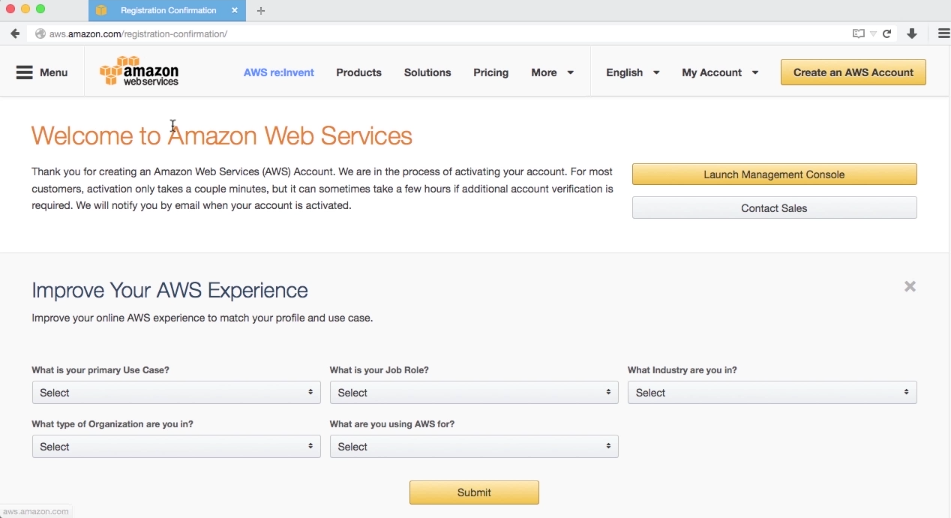 Registration Confirmation
aws.amazon.com/registration-confirmation/
Menu
amazon
webservices
AWS re:Invent
Products
Solutions
Pricing
More
English
My Account
Create an AWS Account
Welcome to Amazon Web Services
Thank you for creating an Amazon Web Services (AWS) Account. We are in the process of activating your account. For most
customers, activation only takes a couple minutes, but it can sometimes take a few hours if additional account verification is
required. We will notify you by email when your account is activated.
Launch Management Console
Contact Sales
Improve Your AWS Experience
Improve your online AWS experience to match your profile and use case.
What is your primary Use Case?
What is your Job Role?
What Industry are you in?
Select
Select
Select
What type of Organization are you in?
What are you using AWS for?
Select
Select
Submit
aws.amazon.com